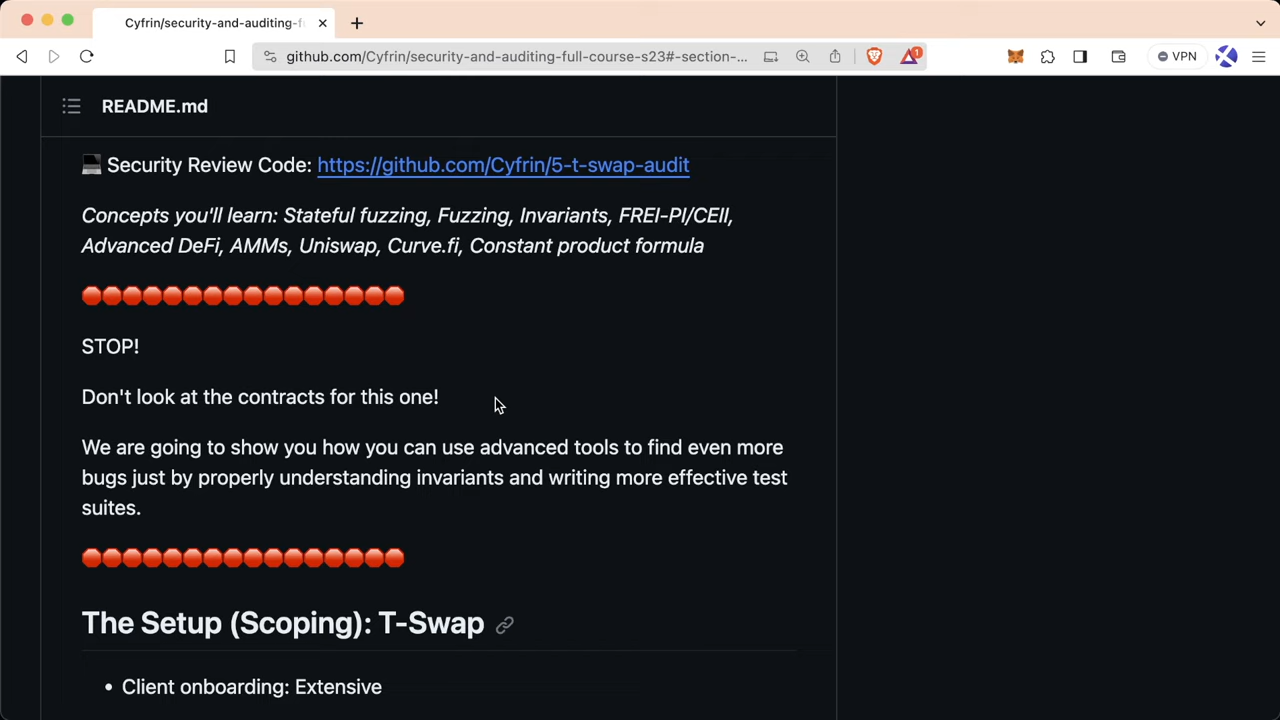 Cyfrin/security-and-auditing-f
github.com/Cyfrin/security-and-auditing-full-course-s23#-section-...
1
VPN
README.md
Security Review Code: https://github.com/Cyfrin/5-t-swap-audit
Concepts you'll learn: Stateful fuzzing, Fuzzing, Invariants, FREI-PI/CEII,
Advanced DeFi, AMMs, Uniswap, Curve.fi, Constant product formula
STOP!
Don't look at the contracts for this one!
We are going to show you how you can use advanced tools to find even more
bugs just by properly understanding invariants and writing more effective test
suites.
The Setup (Scoping): T-Swap
• Client onboarding: Extensive